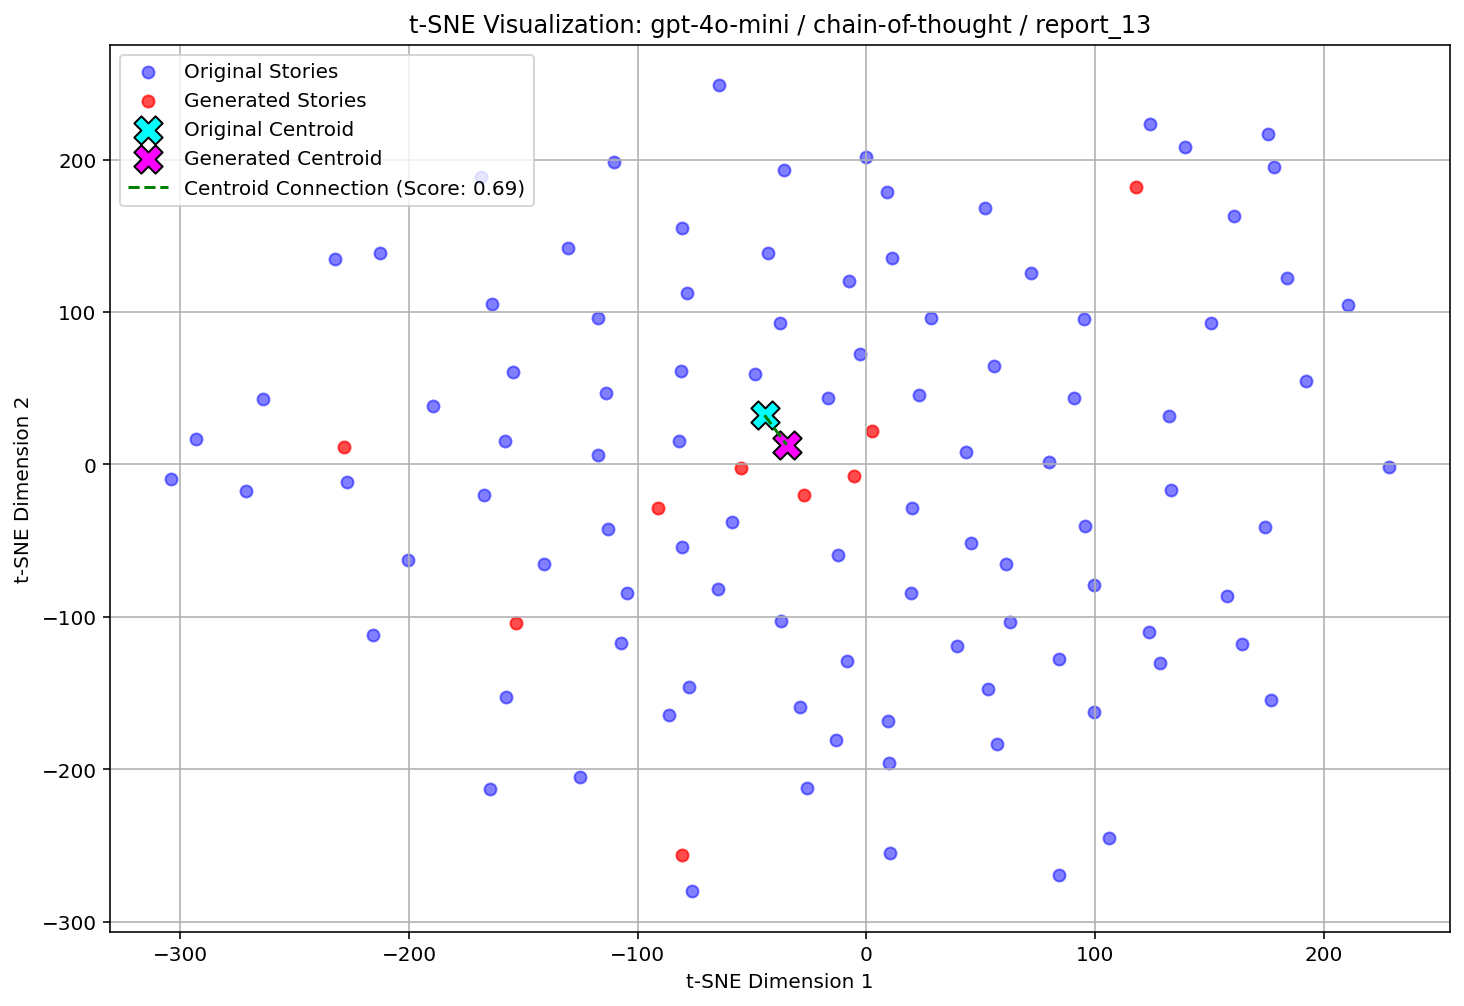 t-SNE Visualization: gpt-4o-mini / chain-of-thought / report_13
Original Stories
Generated Stories
Original Centroid
Generated Centroid
Centroid Connection (Score: 0.69)
t-SNE Dimension 2
200
100
0
−100
−200
−300
−300
−200
−100
0
100
200
t-SNE Dimension 1